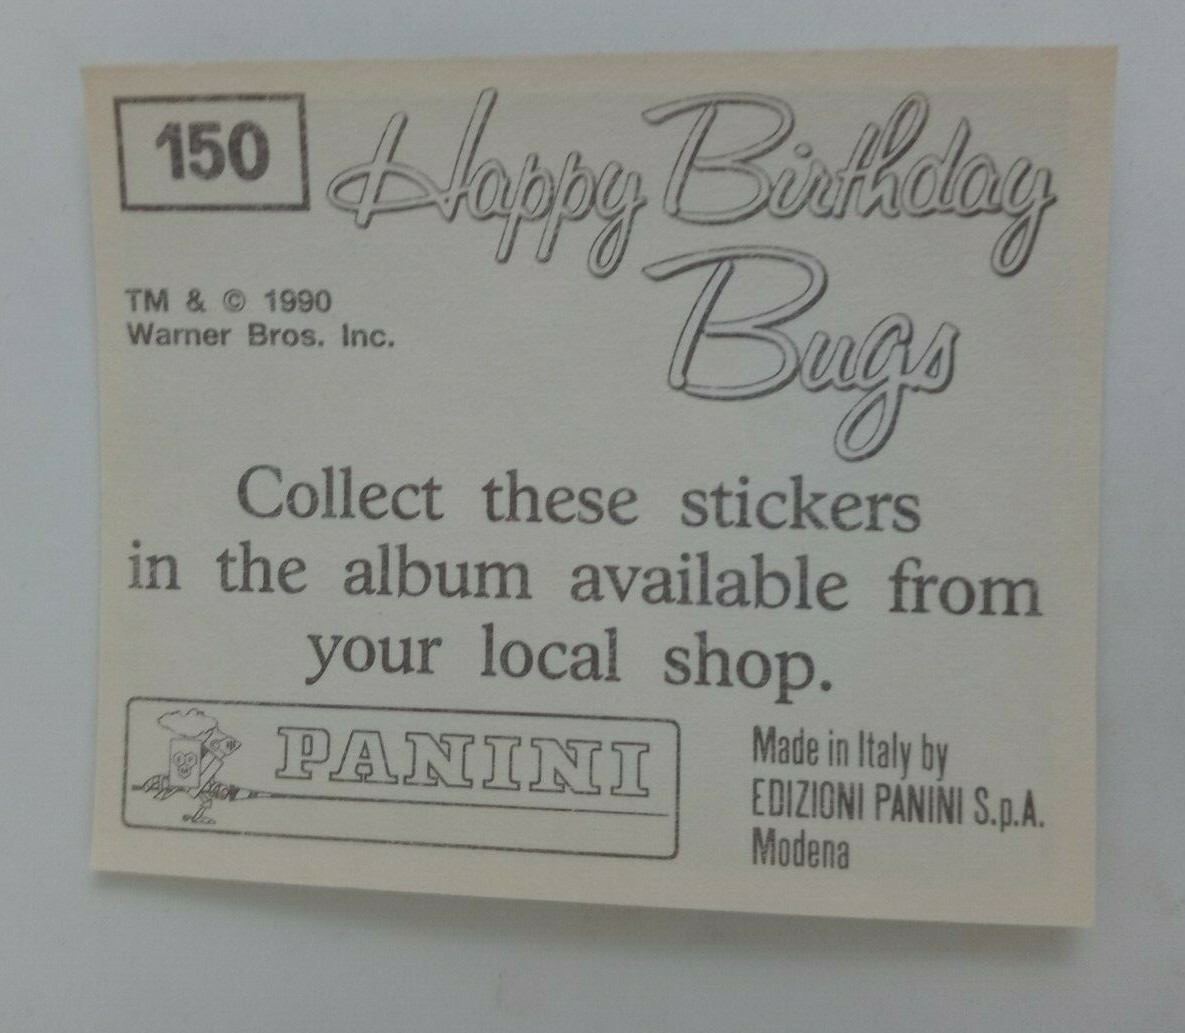 150
Happy Birthday
Bugs
TM & © 1990
Warner Bros. Inc.
Collect these stickers
in the album available from
your local shop.
PANINI
Made in Italy by
EDIZIONI PANINI S.p.A.
Modena